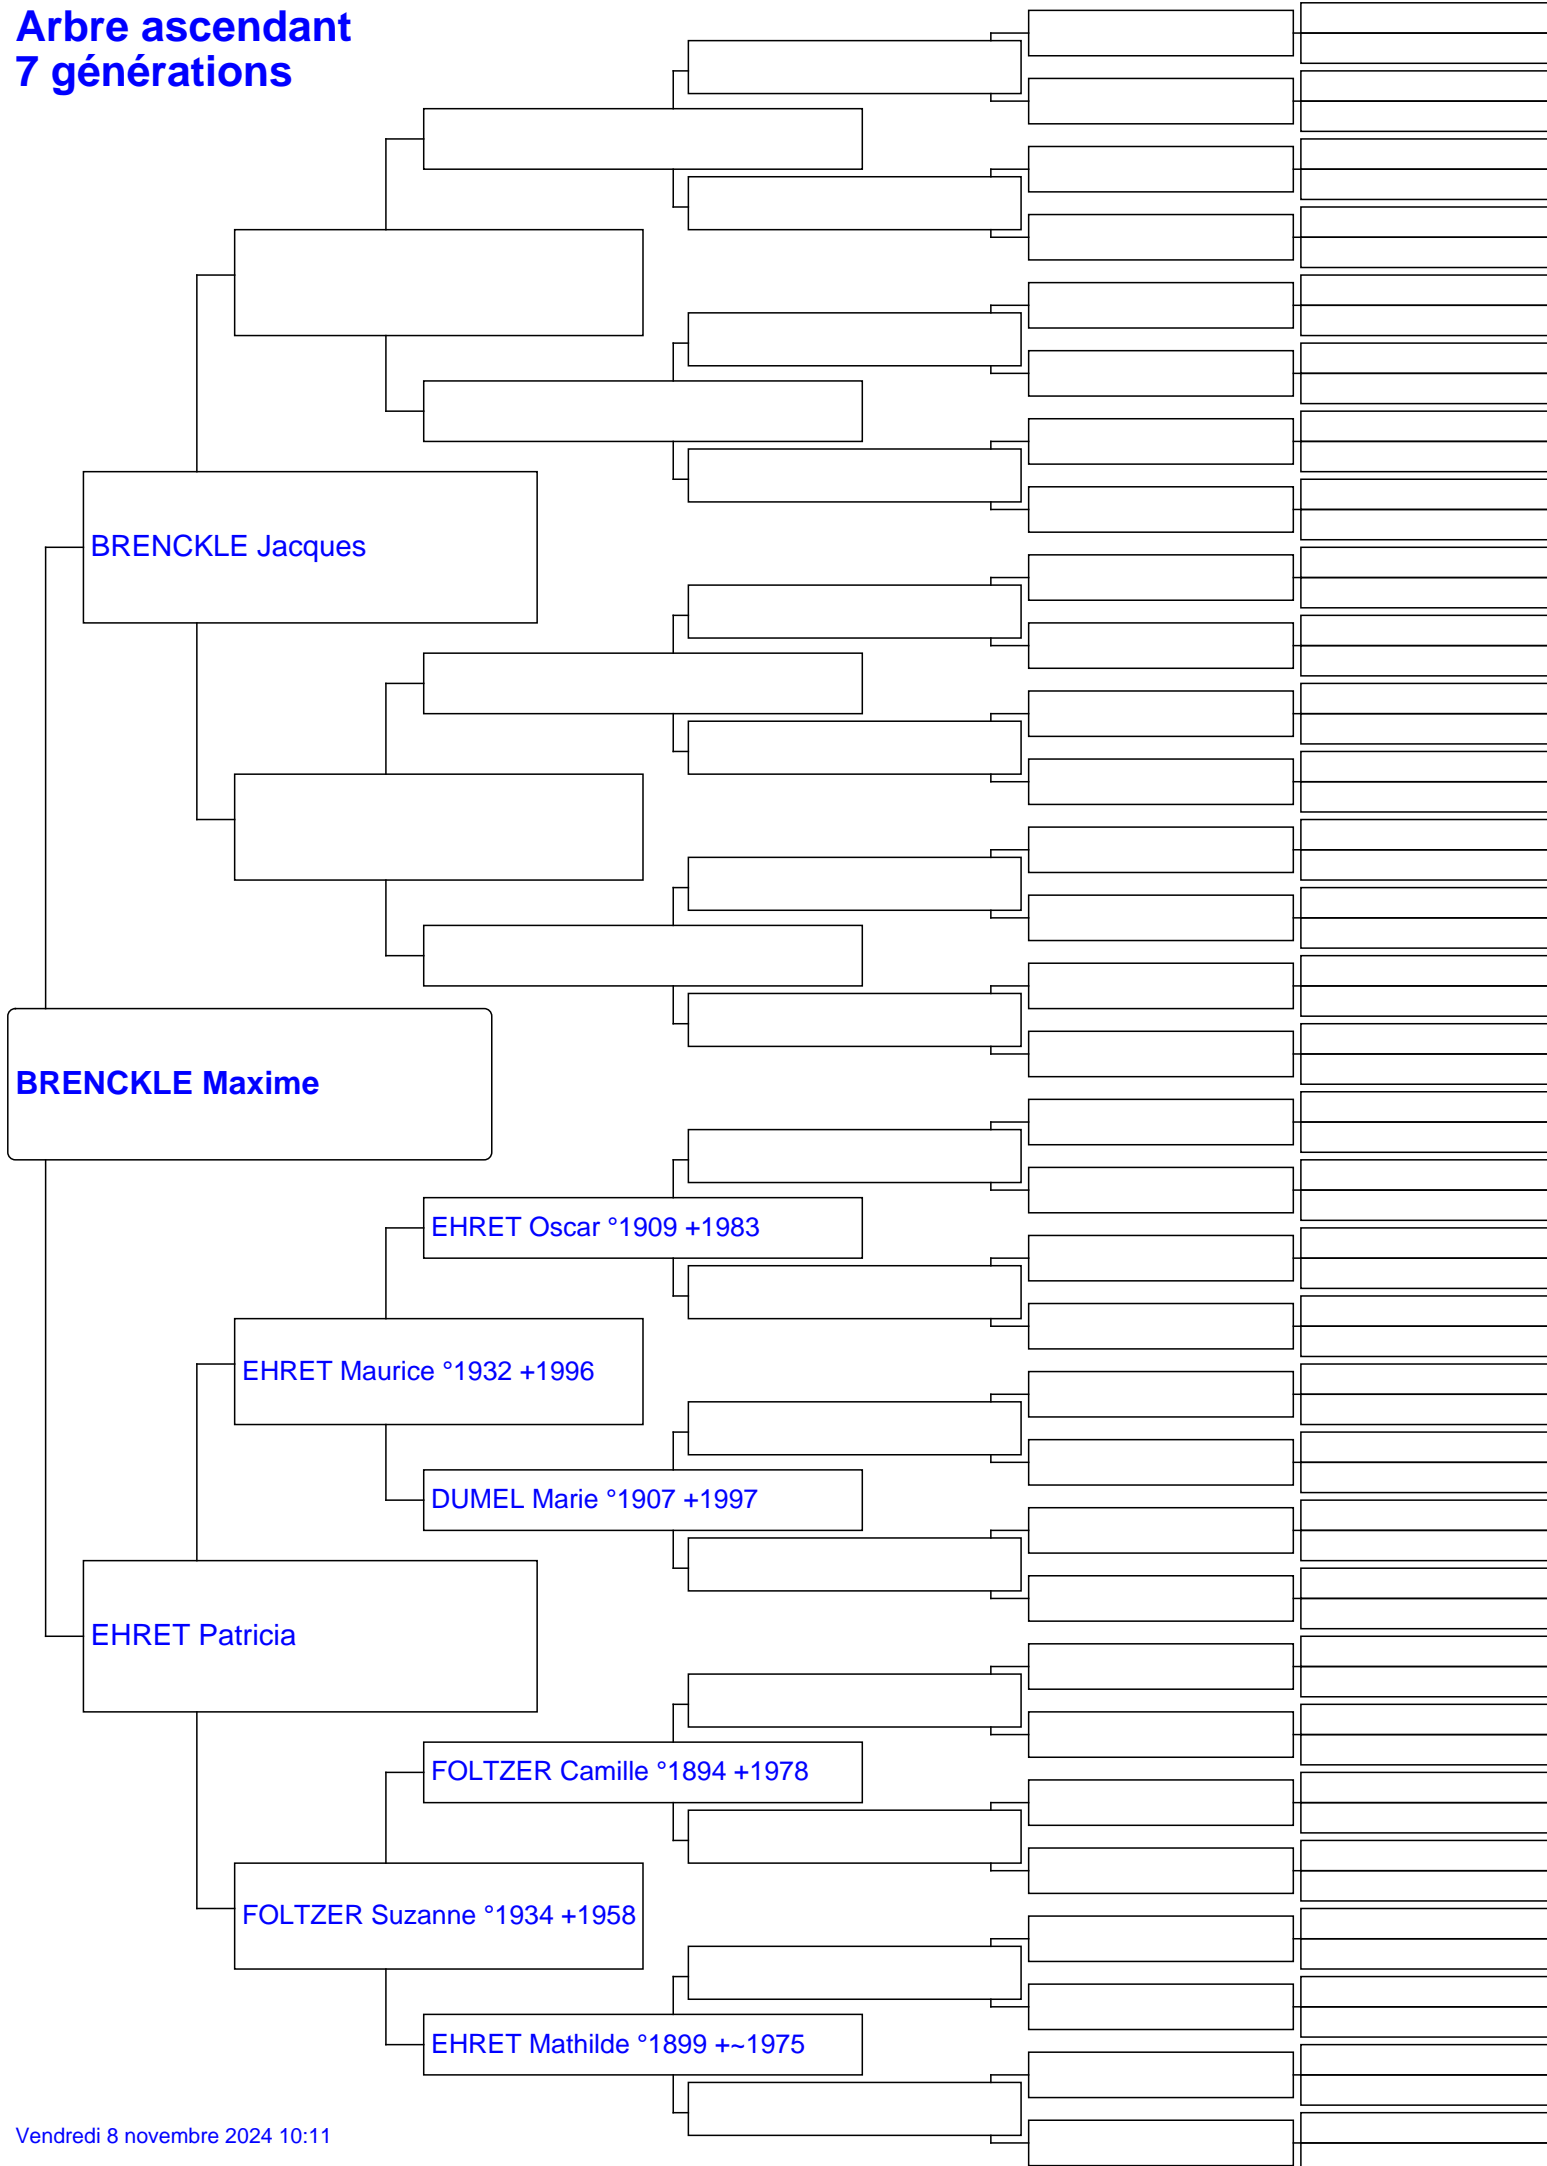 Arbre ascendant
7 générations
BRENCKLE Jacques
BRENCKLE Maxime
EHRET Oscar °1909 +1983
EHRET Maurice °1932 +1996
DUMEL Marie °1907 +1997
EHRET Patricia
FOLTZER Camille °1894 +1978
FOLTZER Suzanne °1934 +1958
EHRET Mathilde °1899 +~1975
Vendredi 8 novembre 2024 10:11